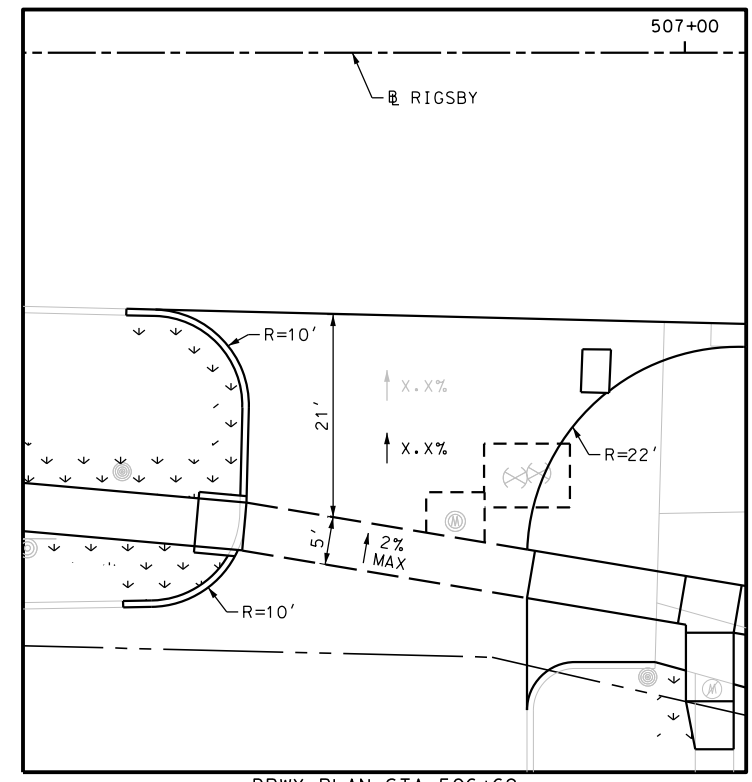 507+00
℄ RIGSBY
R=10'
21'
X.X%
X.X%
R=22'
5'
2%
MAX
R=10'
M
M